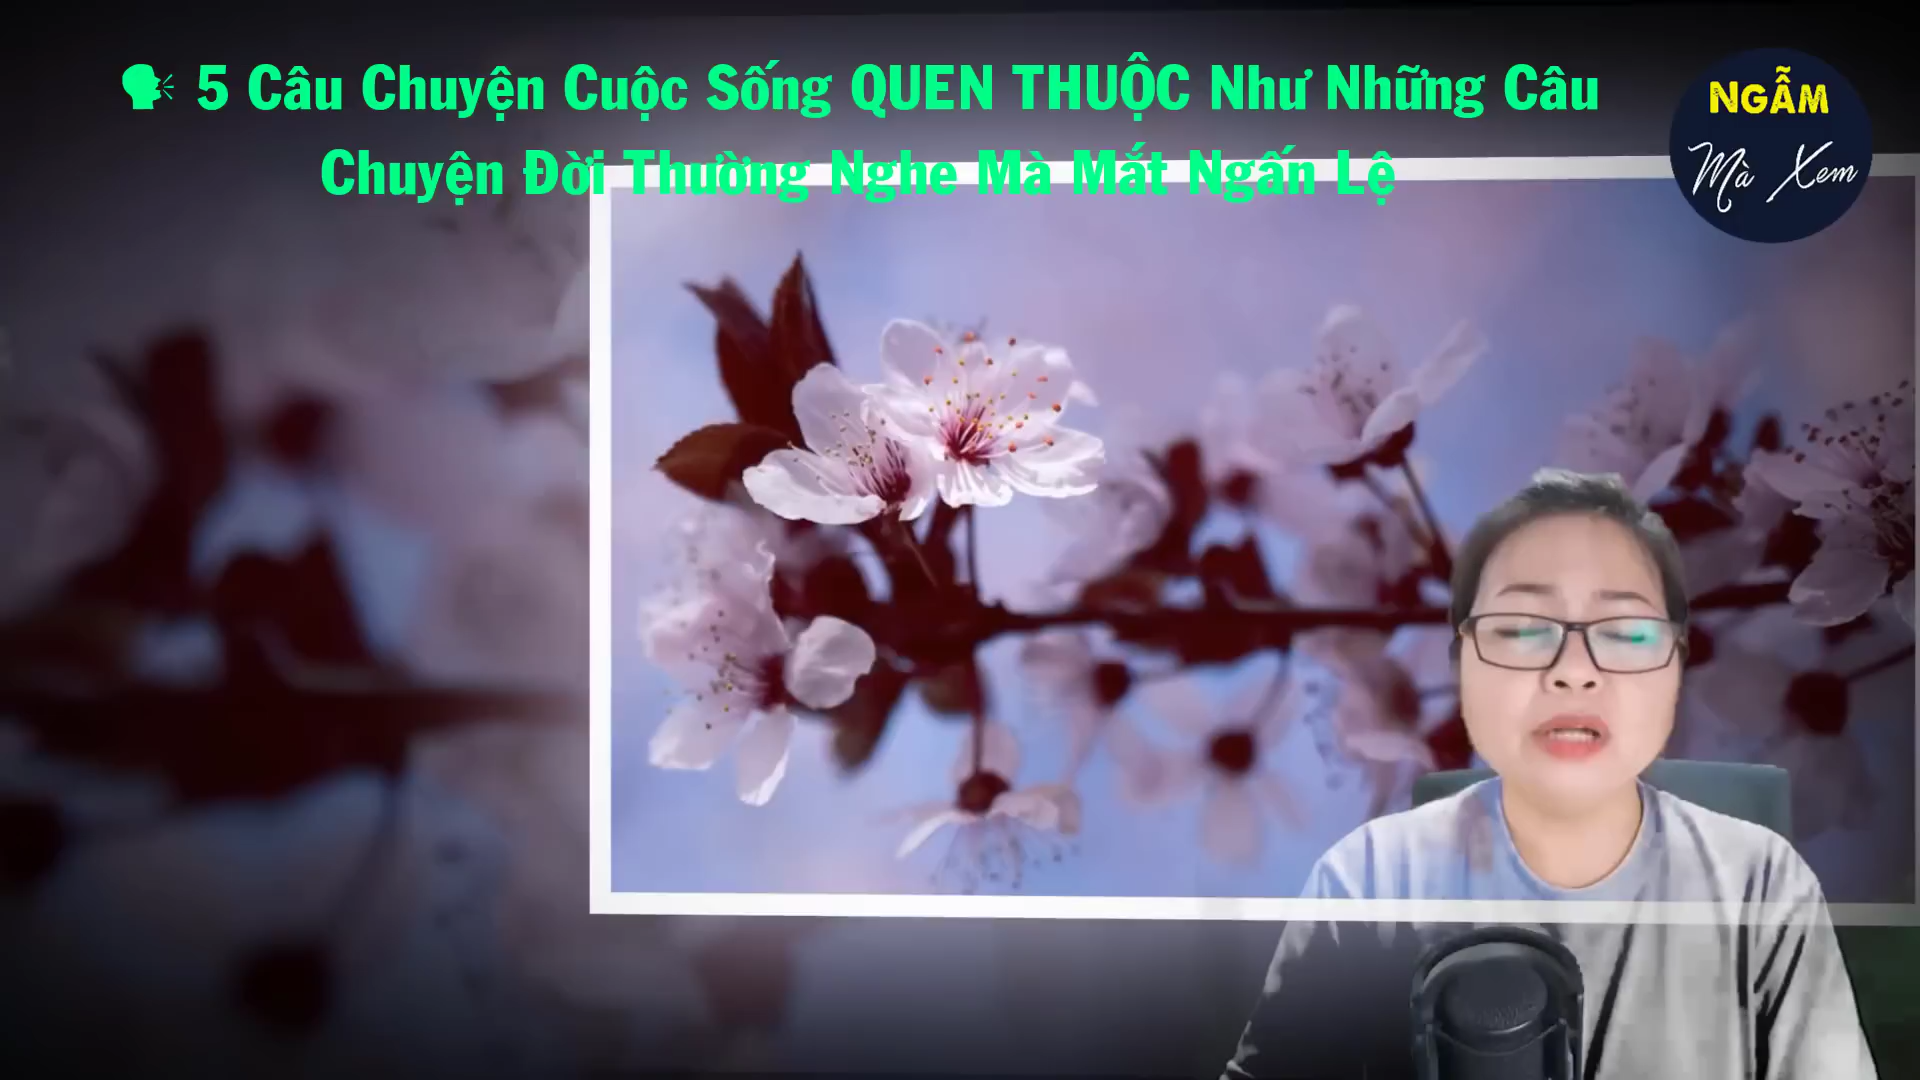 🗣 5 Câu Chuyện Cuộc Sống QUEN THUỘC Như Những Câu
Chuyện Đời Thường Nghe Mà Mắt Ngấn Lệ
NGẪM
Mà Xem